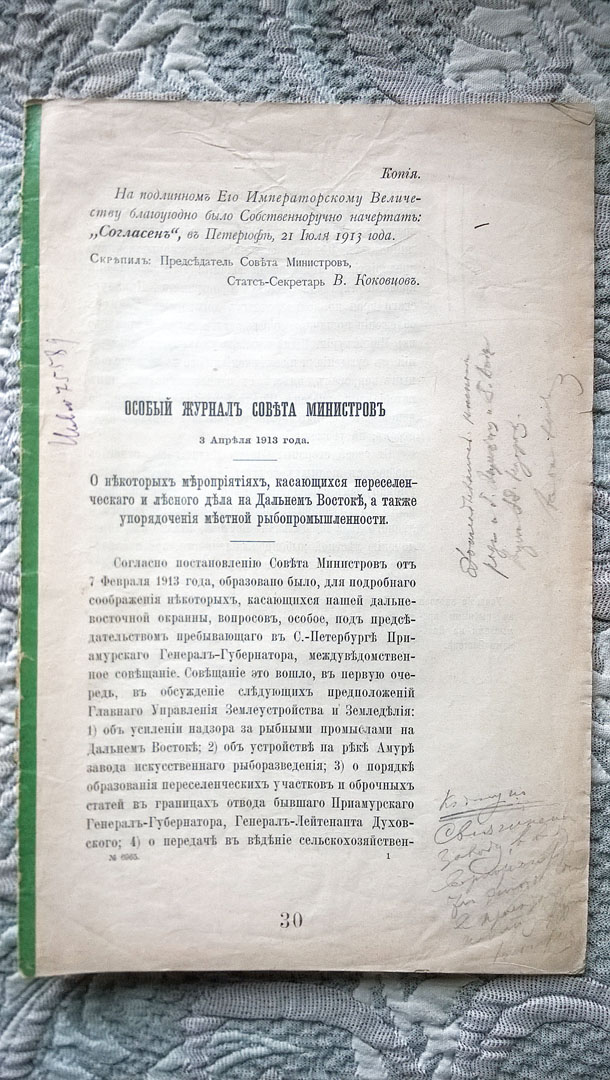 Копія.
На подлинномъ Его Императорскому Величе-
ству благоугодно было Собственноручно начертать:
„Согласенъ“, въ Петергофѣ, 21 Іюля 1913 года.
Скрѣпилъ: Предсѣдатель Совѣта Министровъ,
Статсъ-Секретарь В. Коковцовъ.
ОСОБЫЙ ЖУРНАЛЪ СОВѢТА МИНИСТРОВЪ
3 Апрѣля 1913 года.
О нѣкоторыхъ мѣропріятіяхъ, касающихся переселен-
ческаго и лѣсного дѣла на Дальнемъ Востокѣ, а также
упорядоченія мѣстной рыбопромышленности.
Согласно постановленію Совѣта Министровъ отъ
7 Февраля 1913 года, образовано было, для подробнаго
соображенія нѣкоторыхъ, касающихся нашей дальне-
восточной окраины, вопросовъ, особое, подъ предсѣ-
дательствомъ пребывающаго въ С.-Петербургѣ При-
амурскаго Генералъ-Губернатора, междувѣдомствен-
ное совѣщаніе. Совѣщаніе это вошло, въ первую оче-
редь, въ обсужденіе слѣдующихъ предположеній
Главнаго Управленія Землеустройства и Земледѣлія:
1) объ усиленіи надзора за рыбными промыслами на
Дальнемъ Востокѣ; 2) объ устройствѣ на рѣкѣ Амурѣ
завода искусственнаго рыборазведенія; 3) о порядкѣ
образованія переселенческихъ участковъ и оброчныхъ
статей въ границахъ отвода бывшаго Приамурскаго
Генералъ-Губернатора, Генералъ-Лейтенанта Духов-
ского; 4) о передачѣ въ вѣдѣніе сельскохозяйствен-
№ 6965. 1
30